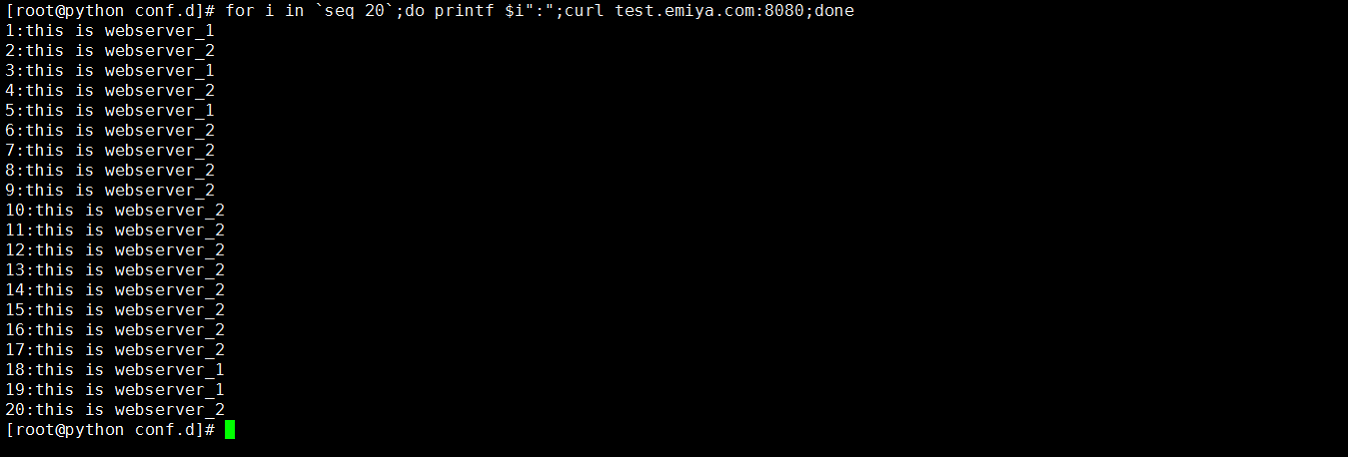 [root@python conf.d]# for i in `seq 20`;do printf $i":";curl test.emiya.com:8080;done
1:this is webserver_1
2:this is webserver_2
3:this is webserver_1
4:this is webserver_2
5:this is webserver_1
6:this is webserver_2
7:this is webserver_2
8:this is webserver_2
9:this is webserver_2
10:this is webserver_2
11:this is webserver_2
12:this is webserver_2
13:this is webserver_2
14:this is webserver_2
15:this is webserver_2
16:this is webserver_2
17:this is webserver_2
18:this is webserver_1
19:this is webserver_1
20:this is webserver_2
[root@python conf.d]#